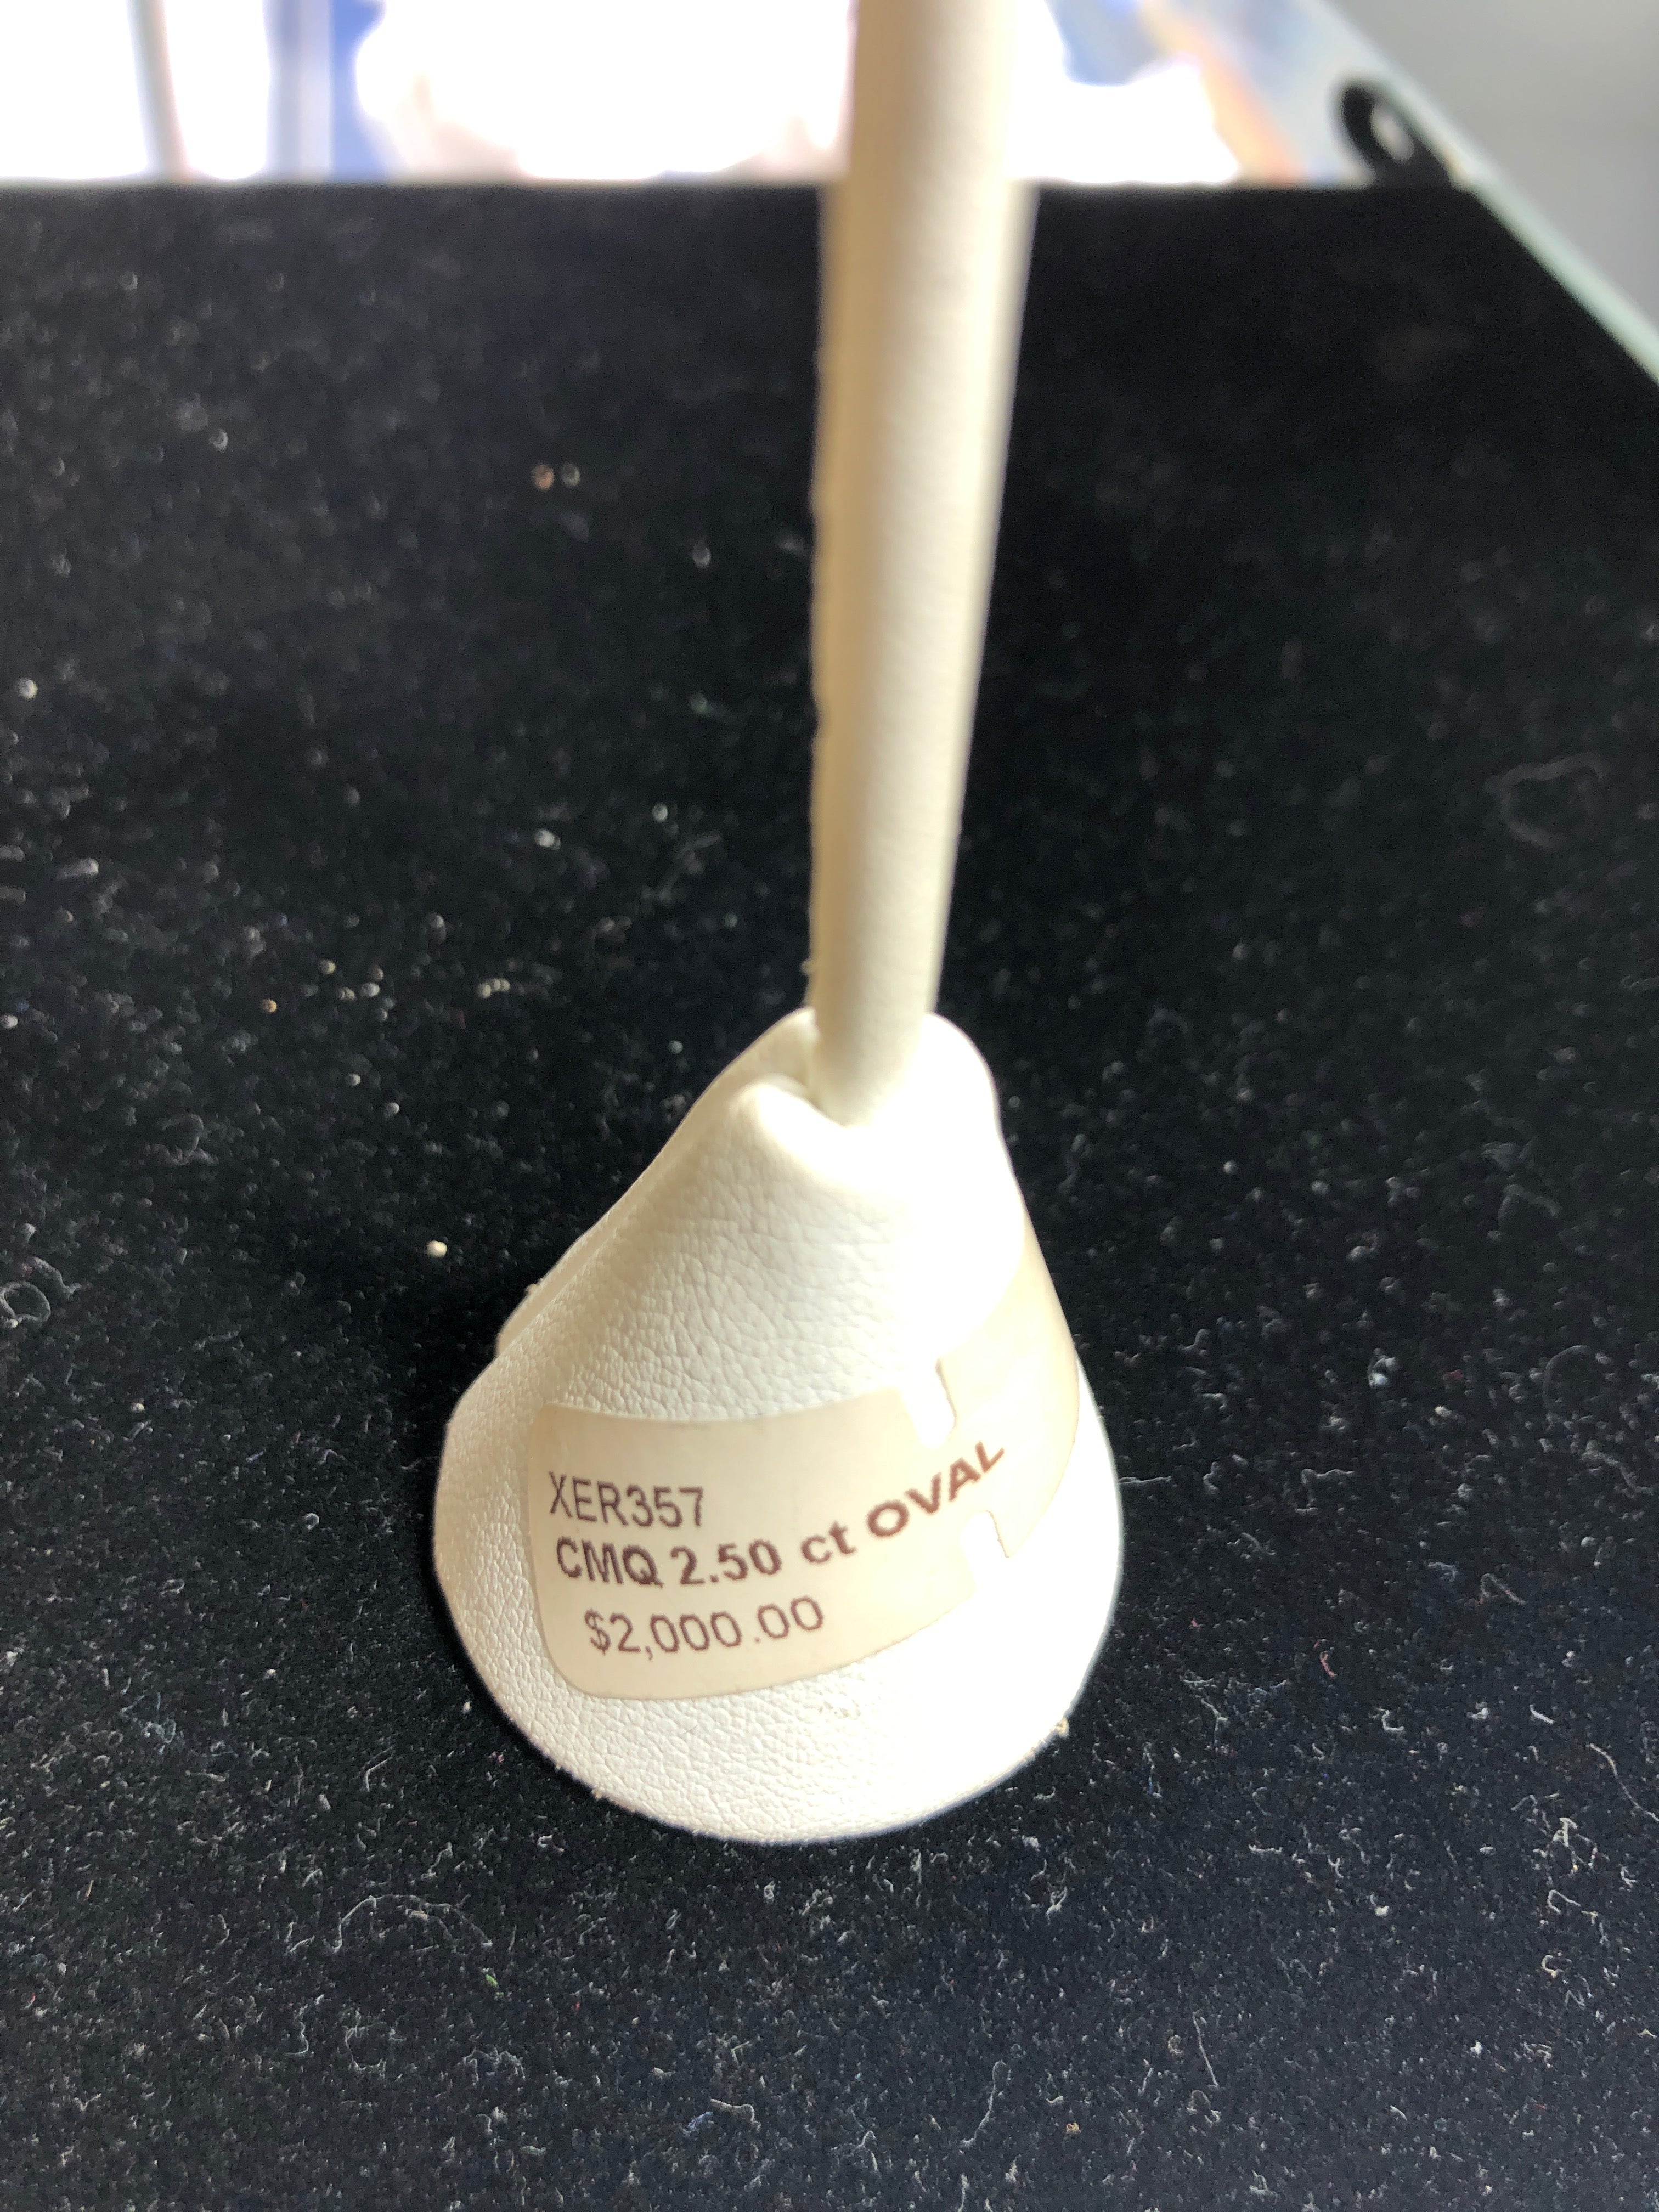 XER357
CMQ 2.50 ct OVAL
$2,000.00